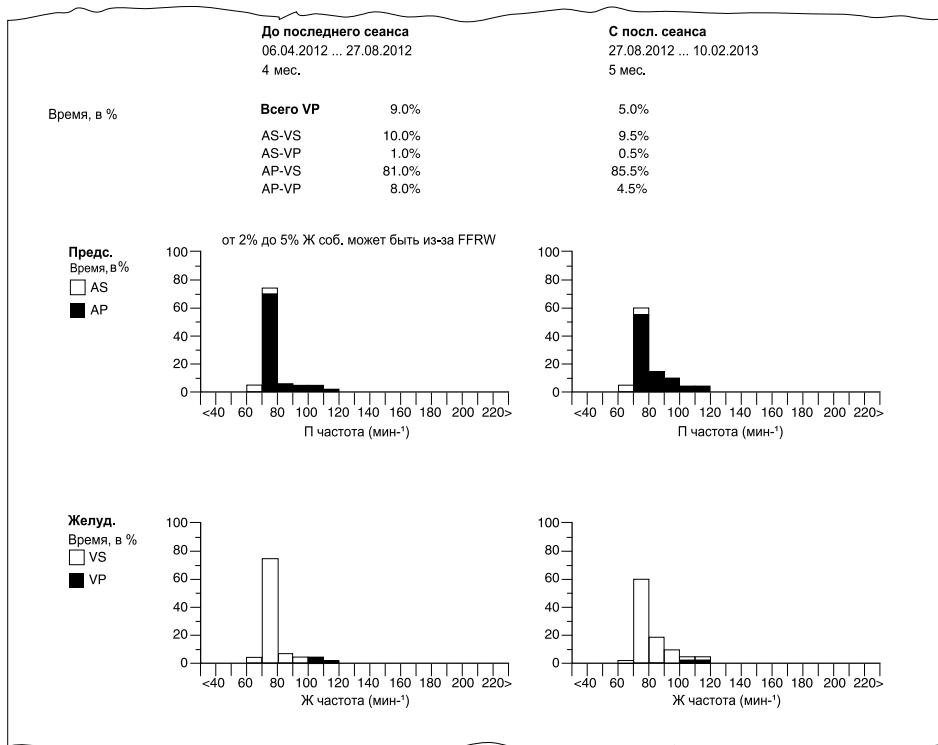 До последнего сеанса С посл. сеанса
06.04.2012 ... 27.08.2012 27.08.2012 ... 10.02.2013
4 мес. 5 мес.
Время, в % Всего VP 9.0% 5.0%
AS-VS 10.0% 9.5%
AS-VP 1.0% 0.5%
AP-VS 81.0% 85.5%
AP-VP 8.0% 4.5%
от 2% до 5% Ж соб. может быть из-за FFRW
Предс.
Время, в%
AS
AP
100
80
60
40
20
0
<40 60 80 100 120 140 160 180 200 220>
П частота (мин-¹)
100
80
60
40
20
0
<40 60 80 100 120 140 160 180 200 220>
П частота (мин-¹)
Желуд.
Время, в %
VS
VP
100
80
60
40
20
0
<40 60 80 100 120 140 160 180 200 220>
Ж частота (мин-¹)
100
80
60
40
20
0
<40 60 80 100 120 140 160 180 200 220>
Ж частота (мин-¹)